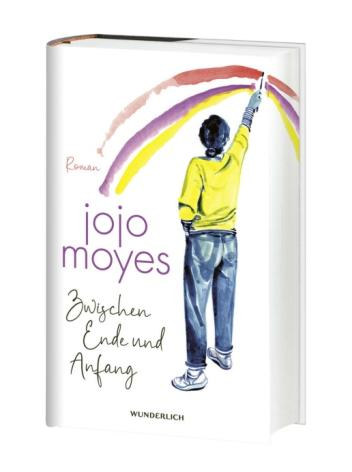 Roman
jojo
moyes
Zwischen
Ende und
Anfang
WUNDERLICH